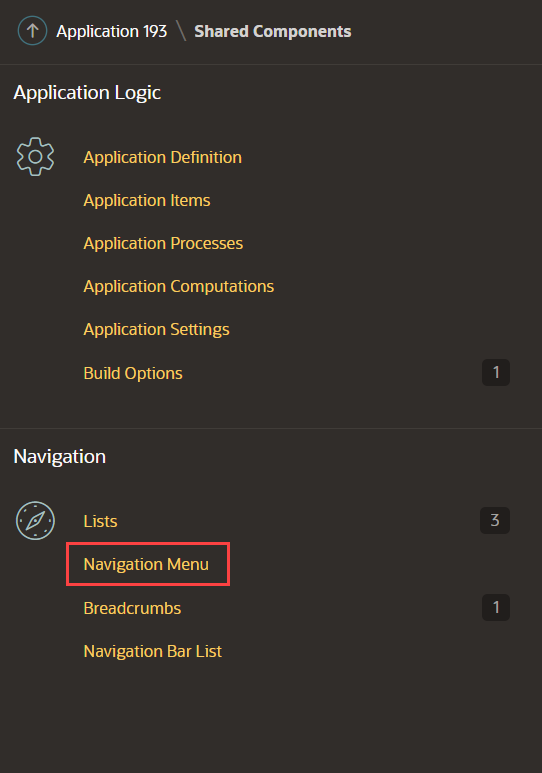 Application 193 \ Shared Components
Application Logic
Application Definition
Application Items
Application Processes
Application Computations
Application Settings
Build Options 1
Navigation
Lists 3
Navigation Menu
Breadcrumbs 1
Navigation Bar List